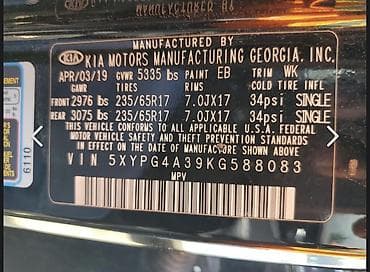 MANUFACTURED BY
KIA KIA MOTORS MANUFACTURING GEORGIA, INC.
APR/03/19 GVWR 5335 lbs PAINT EB TRIM WK
GAWR TIRES RIMS COLD TIRE INFL
FRONT 2976 lbs 235/65R17 7.0JX17 34psi SINGLE
REAR 3075 lbs 235/65R17 7.0JX17 34psi SINGLE
THIS VEHICLE CONFORMS TO ALL APPLICABLE U.S.A. FEDERAL
MOTOR VEHICLE SAFETY AND THEFT PREVENTION STANDARDS
IN EFFECT ON THE DATE OF MANUFACTURE SHOWN ABOVE.
VIN 5XYPG4A39KG588083
MPV
6110